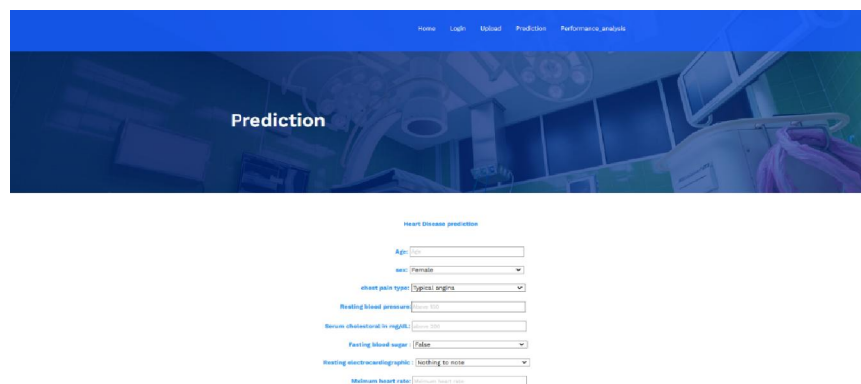 Home Login Upload Prediction Performance_analysis
Prediction
Heart Disease prediction
Age: Age
sex: Female
chest pain type: Typical angina
Resting blood pressure:
Serum cholestoral in mg/dL:
Fasting blood sugar : False
Resting electrocardiographic : Nothing to note
heart rate: